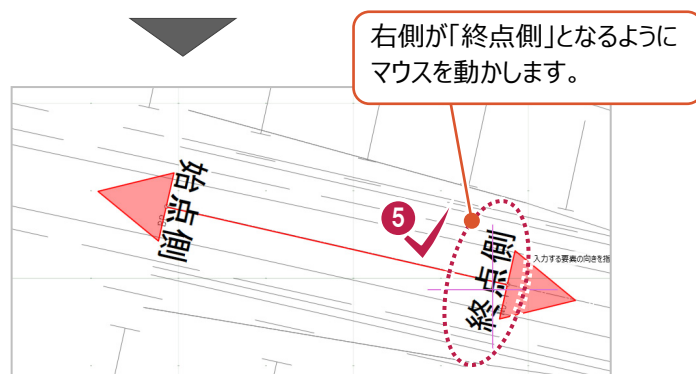 右側が「終点側」となるように
マウスを動かします。
始点側
5
終点側
入力する要素の向きを指